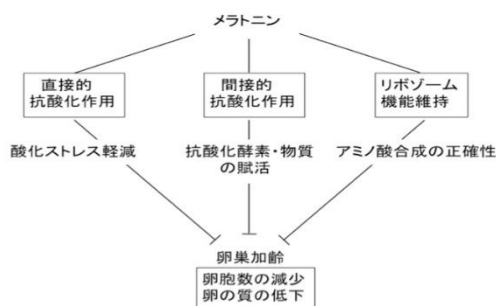 メラトニン
直接的
抗酸化作用
間接的
抗酸化作用
リボゾーム
機能維持
酸化ストレス軽減
抗酸化酵素・物質
の賦活
アミノ酸合成の正確性
卵巣加齢
卵胞数の減少
卵の質の低下